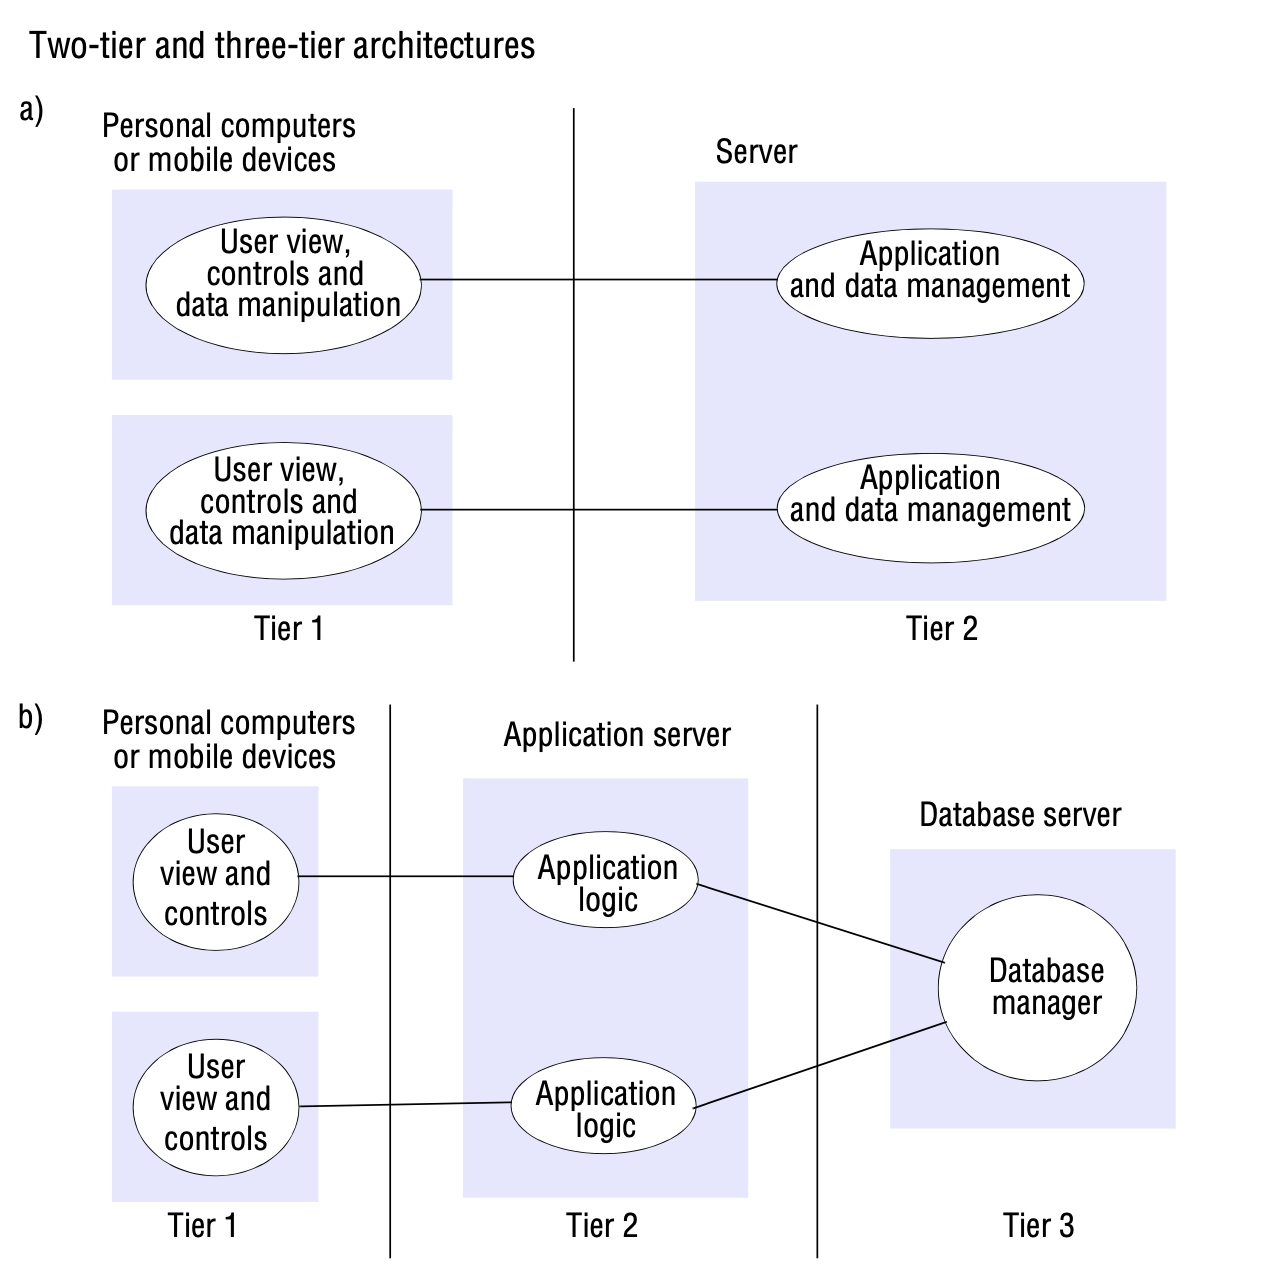 Two-tier and three-tier architectures
a)
Personal computers
or mobile devices
Server
User view,
controls and
data manipulation
Application
and data management
User view,
controls and
data manipulation
Application
and data management
Tier 1
Tier 2
b)
Personal computers
or mobile devices
Application server
Database server
User
view and
controls
Application
logic
Database
manager
User
view and
controls
Application
logic
Tier 1
Tier 2
Tier 3